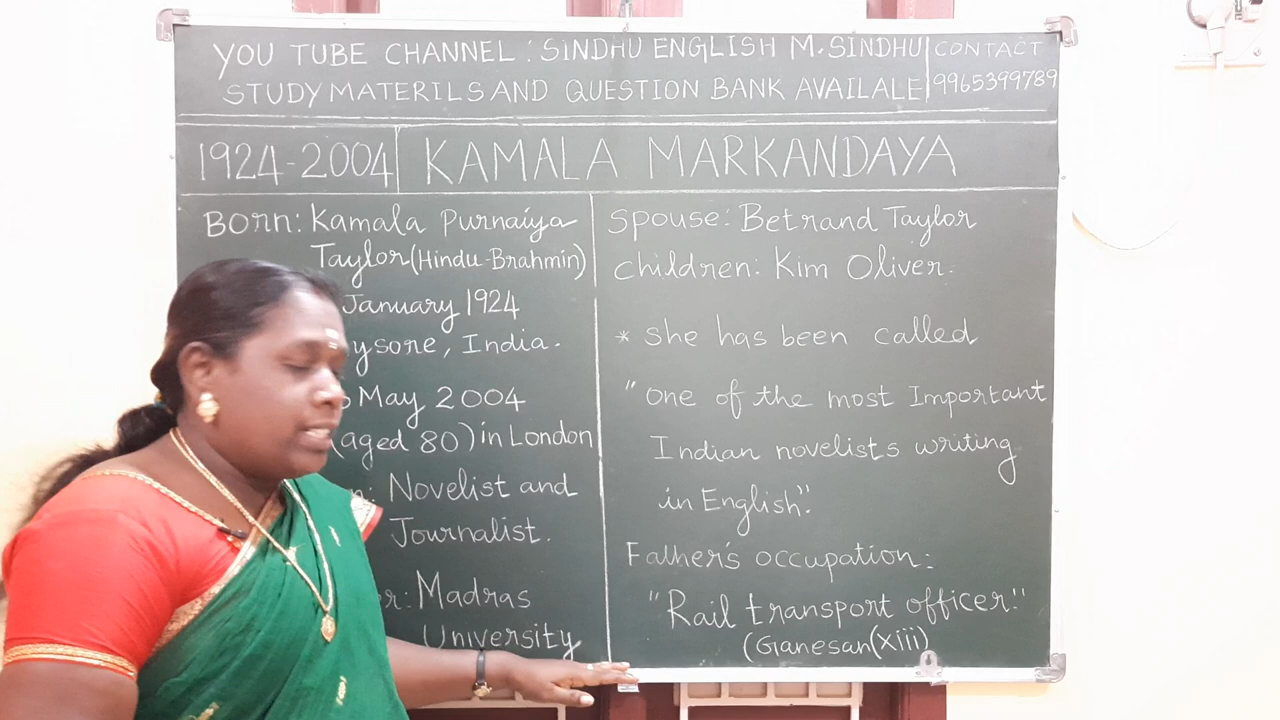 YOU TUBE CHANNEL : SINDHU ENGLISH M. SINDHU
STUDY MATERILS AND QUESTION BANK AVAILALE
CONTACT
9965399789
1924-2004
KAMALA MARKANDAYA
Born: Kamala Purnaiya
Taylor (Hindu-Brahmin)
January 1924
ysore, India.
May 2004
(aged 80) in London
Novelist and
Journalist.
Madras
University
Spouse: Betrand Taylor
Children: Kim Oliver.
* She has been called
"one of the most Important
Indian novelists writing
in English."
Father's occupation:
"Rail transport officer."
(Ganesan(Xiii)